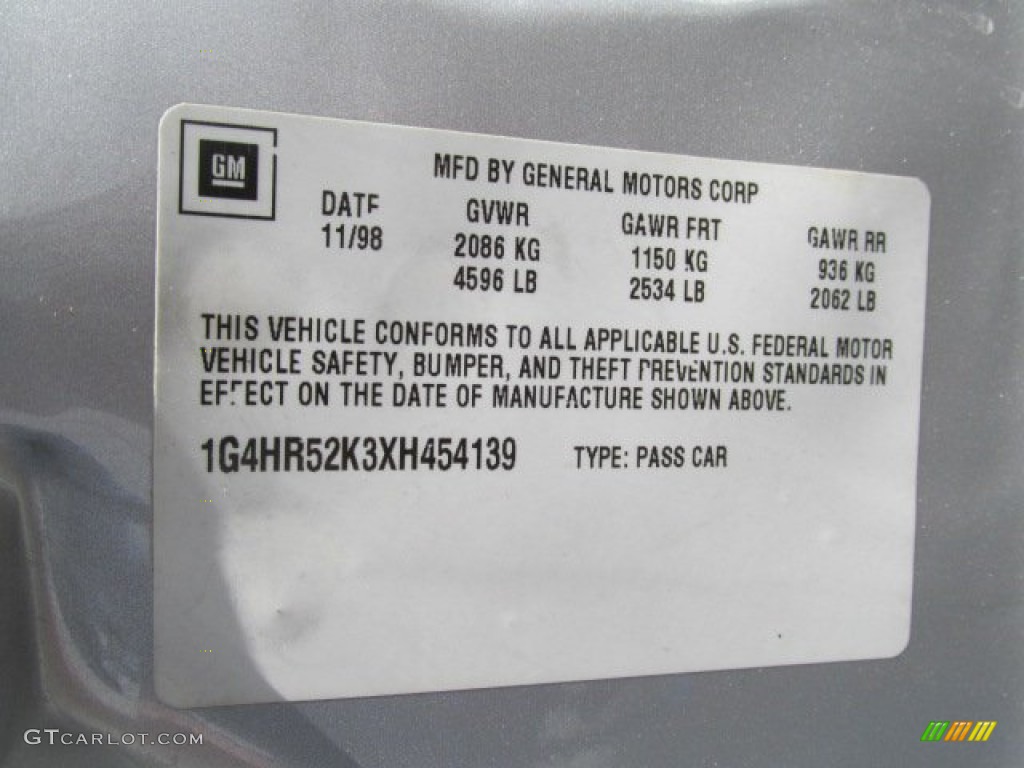 GM
MFD BY GENERAL MOTORS CORP
DATE GVWR GAWR FRT GAWR RR
11/98 2086 KG 1150 KG 936 KG
4596 LB 2534 LB 2062 LB
THIS VEHICLE CONFORMS TO ALL APPLICABLE U.S. FEDERAL MOTOR
VEHICLE SAFETY, BUMPER, AND THEFT PREVENTION STANDARDS IN
EFFECT ON THE DATE OF MANUFACTURE SHOWN ABOVE.
1G4HR52K3XH454139 TYPE: PASS CAR
GTCARLOT.COM